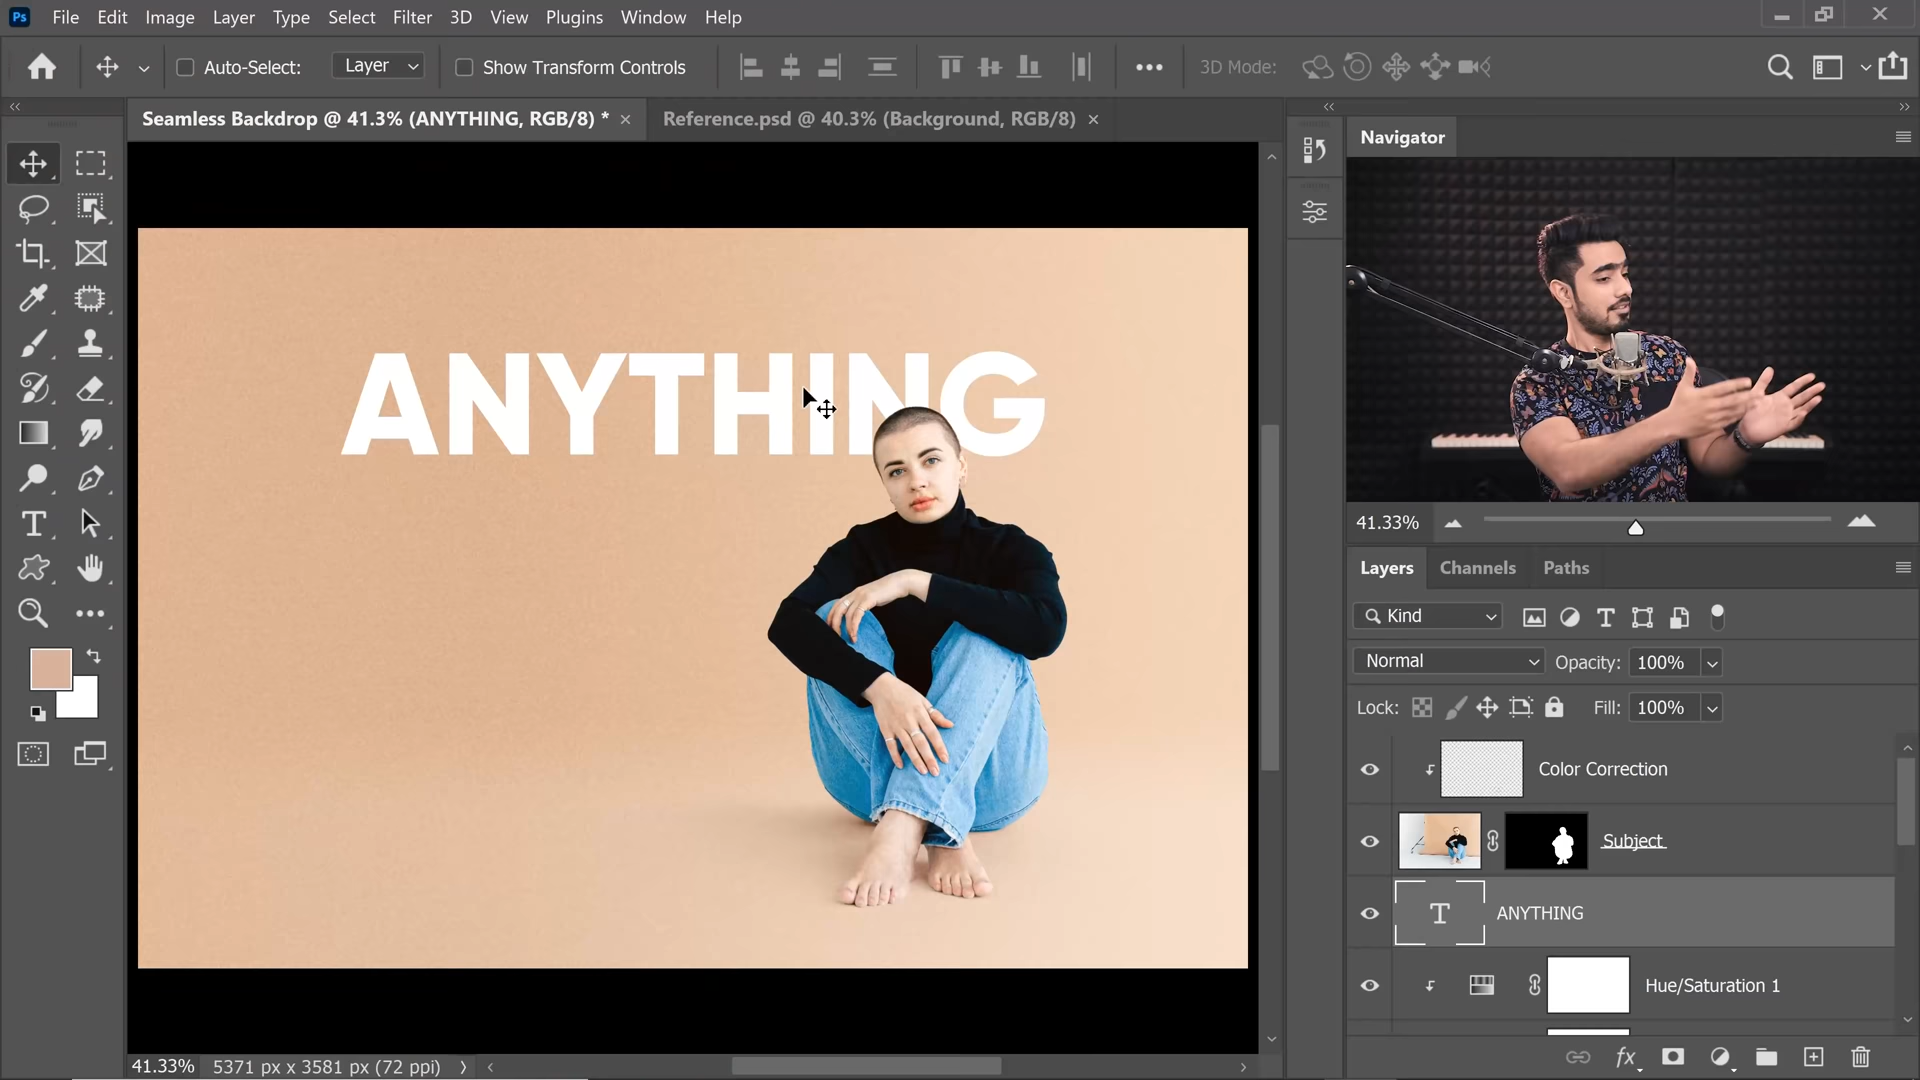 Ps File Edit Image Layer Type Select Filter 3D View Plugins Window Help
Auto-Select: Layer Show Transform Controls 3D Mode:
Seamless Backdrop @ 41.3% (ANYTHING, RGB/8) * Reference.psd @ 40.3% (Background, RGB/8)
Navigator
ANYTHING
41.33%
Layers Channels Paths
Kind
Normal Opacity: 100%
Lock: Fill: 100%
Color Correction
Subject
ANYTHING
Hue/Saturation 1
fx
41.33% 5371 px x 3581 px (72 ppi)